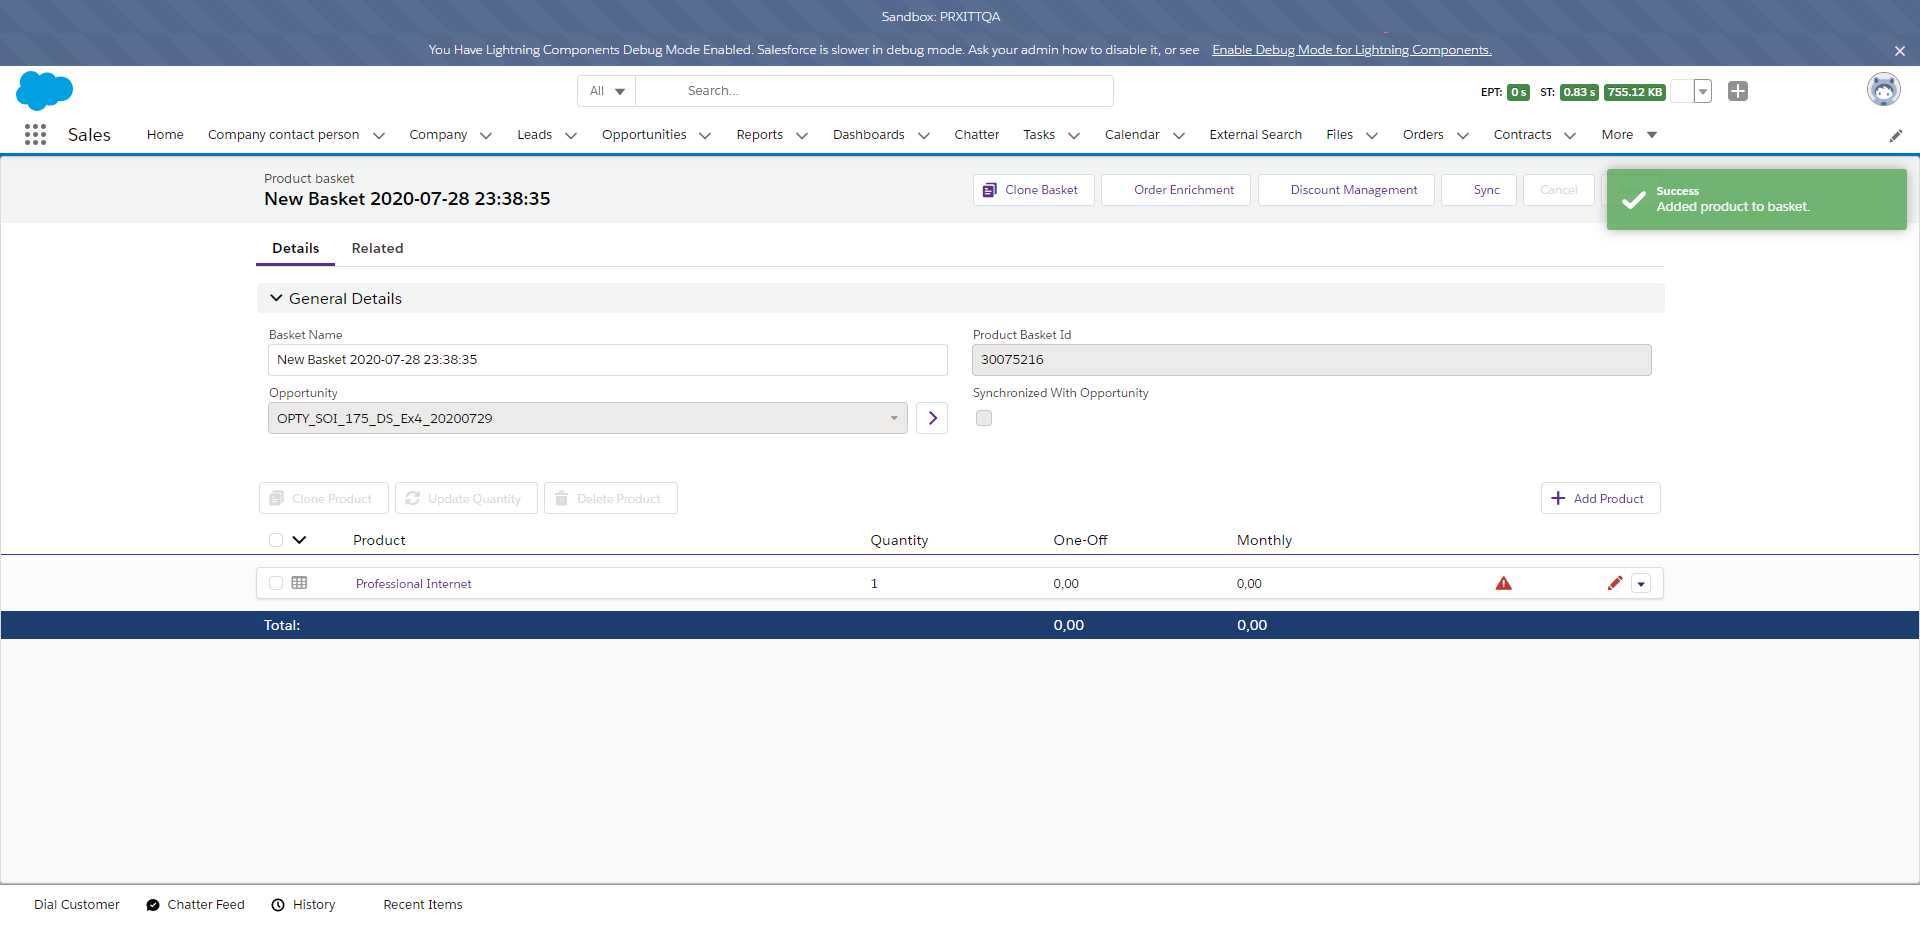 Sandbox: PRXITTQA
You Have Lightning Components Debug Mode Enabled. Salesforce is slower in debug mode. Ask your admin how to disable it, or see Enable Debug Mode for Lightning Components.
All Search... EPT: 0 s ST: 0.83 s 755.12 KB
Sales Home Company contact person Company Leads Opportunities Reports Dashboards Chatter Tasks Calendar External Search Files Orders Contracts More
Product basket
New Basket 2020-07-28 23:38:35
Clone Basket Order Enrichment Discount Management Sync Cancel
Success
Added product to basket.
Details Related
General Details
Basket Name
New Basket 2020-07-28 23:38:35
Product Basket Id
30075216
Opportunity
OPTY_SOI_175_DS_Ex4_20200729
Synchronized With Opportunity
Clone Product Update Quantity Delete Product Add Product
Product Quantity One-Off Monthly
Professional Internet 1 0,00 0,00
Total: 0,00 0,00
Dial Customer Chatter Feed History Recent Items